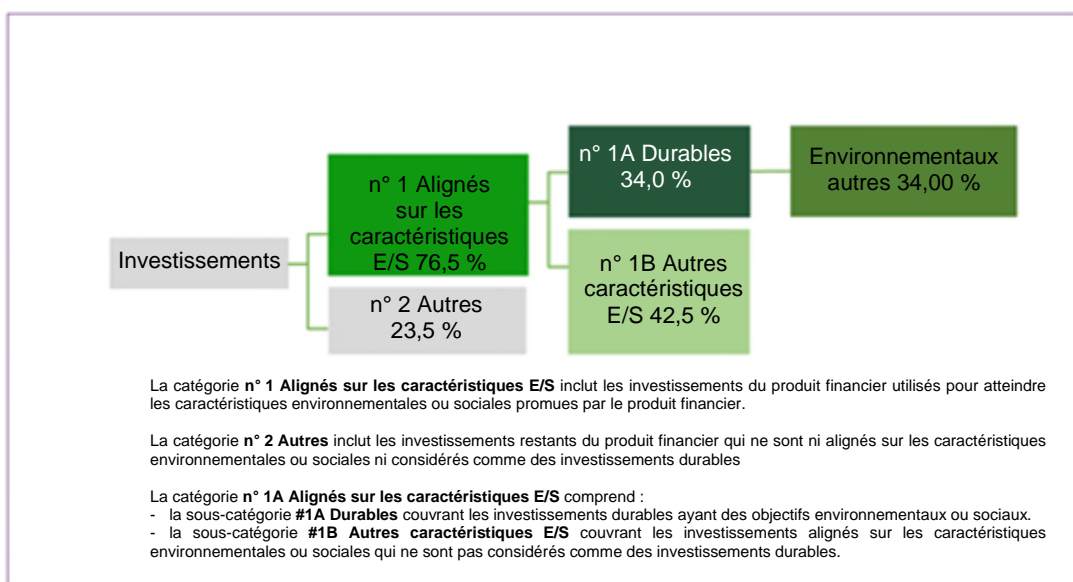 Investissements
n° 1 Alignés
sur les
caractéristiques
E/S 76,5 %
n° 2 Autres
23,5 %
n° 1A Durables
34,0 %
n° 1B Autres
caractéristiques
E/S 42,5 %
Environnementaux
autres 34,00 %
La catégorie n° 1 Alignés sur les caractéristiques E/S inclut les investissements du produit financier utilisés pour atteindre
les caractéristiques environnementales ou sociales promues par le produit financier.
La catégorie n° 2 Autres inclut les investissements restants du produit financier qui ne sont ni alignés sur les caractéristiques
environnementales ou sociales ni considérés comme des investissements durables
La catégorie n° 1A Alignés sur les caractéristiques E/S comprend :
- la sous-catégorie #1A Durables couvrant les investissements durables ayant des objectifs environnementaux ou sociaux.
- la sous-catégorie #1B Autres caractéristiques E/S couvrant les investissements alignés sur les caractéristiques
environnementales ou sociales qui ne sont pas considérés comme des investissements durables.